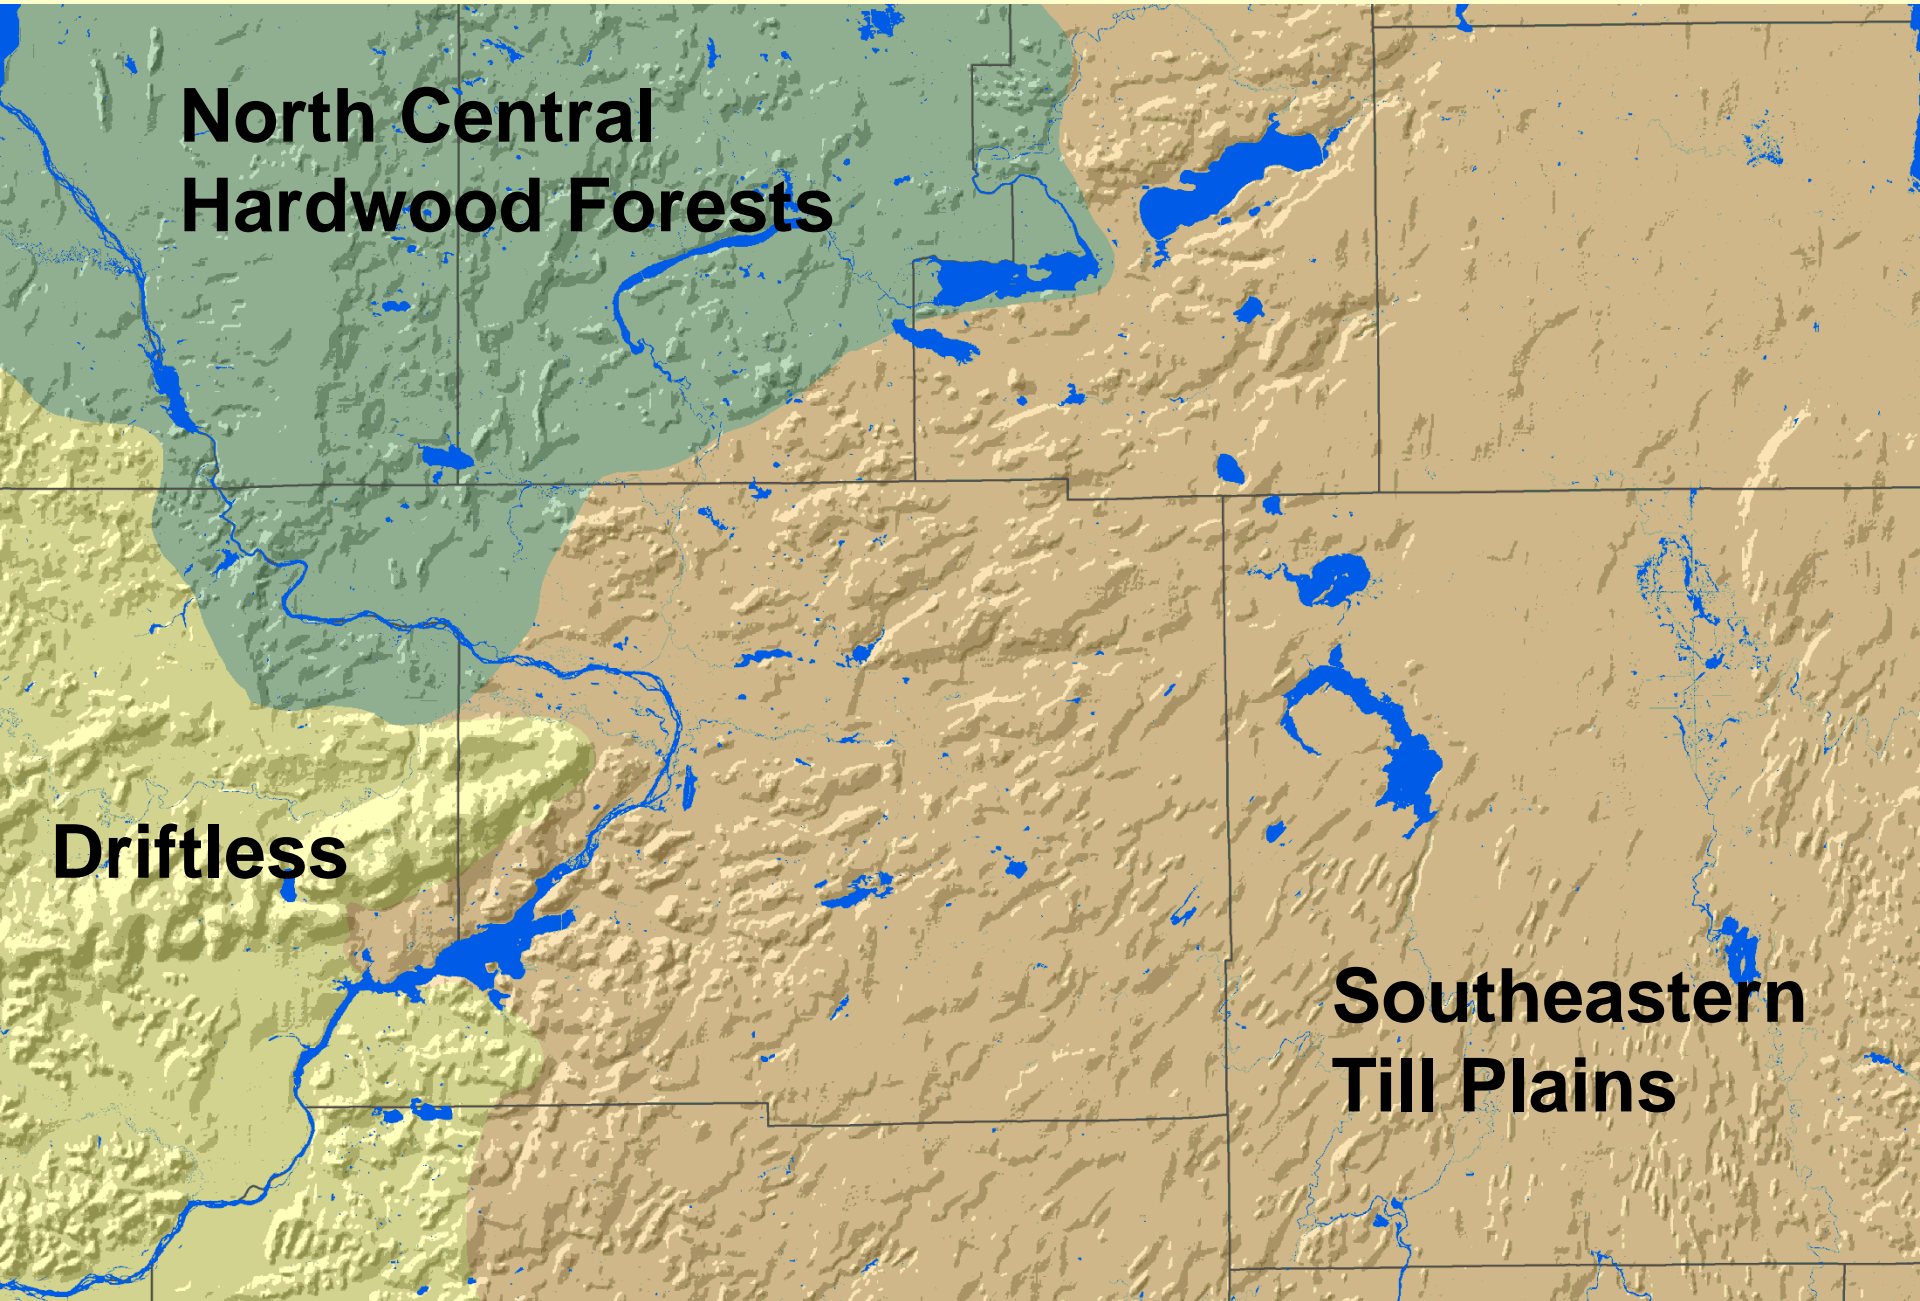 North Central
Hardwood Forests
Driftless
Southeastern
Till Plains